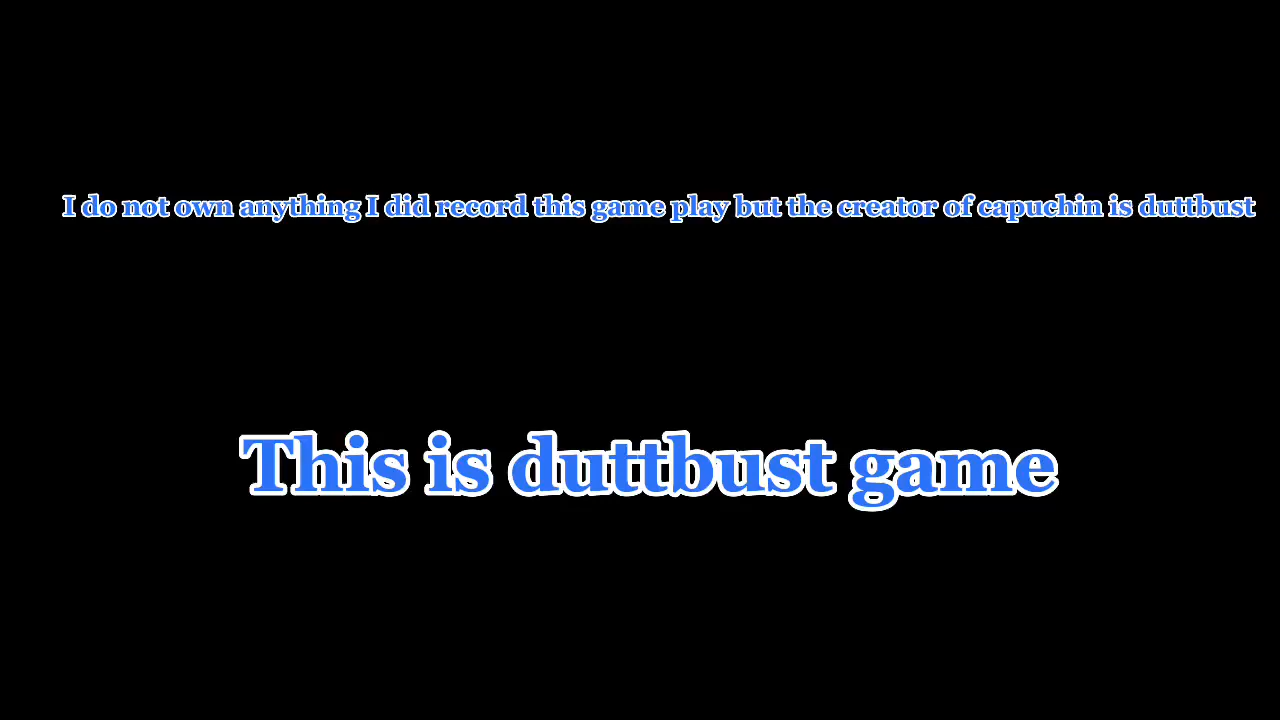 I do not own anything I did record this game play but the creator of capuchin is duttbust
This is duttbust game